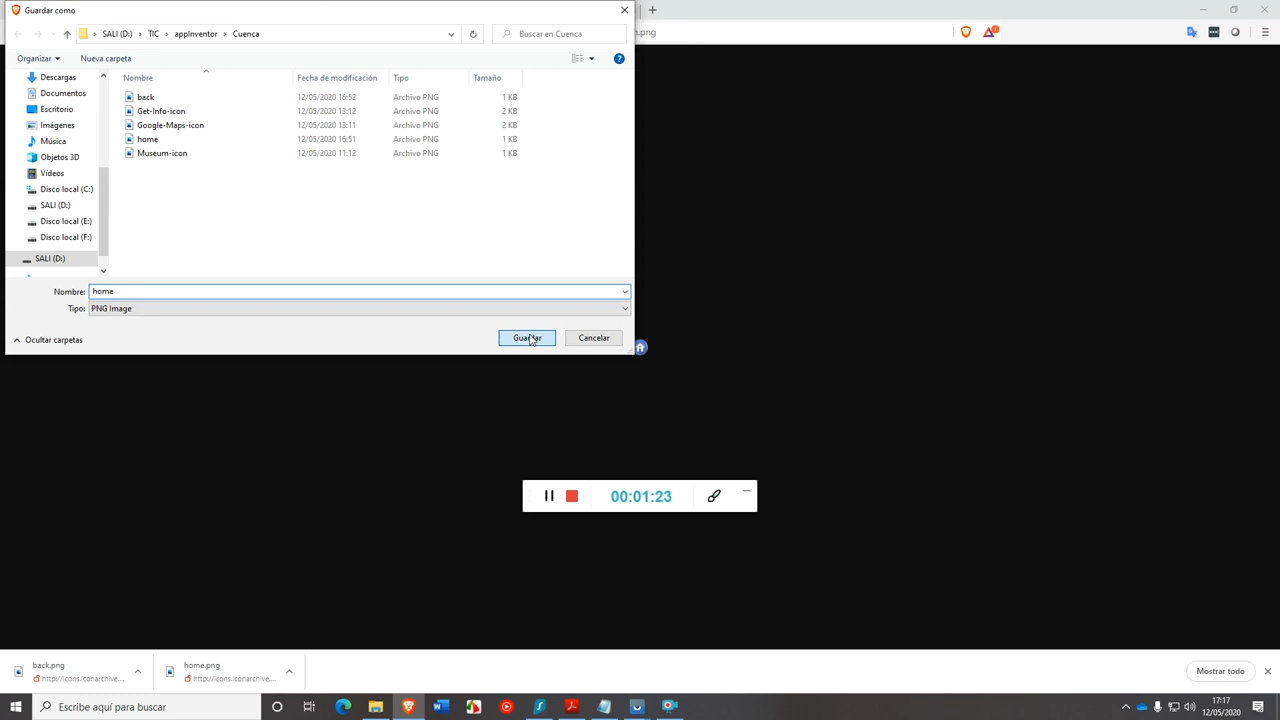 Guardar como
SALI (D:) > TIC > appInventor > Cuenca
Buscar en Cuenca
n.png
1
Organizar
Nueva carpeta
?
Nombre
Fecha de modificación
Tipo
Tamaño
Descargas
Documentos
Escritorio
Imágenes
Música
Objetos 3D
Vídeos
Disco local (C:)
SALI (D:)
Disco local (E:)
Disco local (F:)
SALI (D:)
back 12/05/2020 16:52 Archivo PNG 1 KB
Get-Info-icon 12/05/2020 13:12 Archivo PNG 2 KB
Google-Maps-icon 12/05/2020 13:11 Archivo PNG 2 KB
home 12/05/2020 16:51 Archivo PNG 1 KB
Museum-icon 12/05/2020 11:12 Archivo PNG 1 KB
Nombre: home
Tipo: PNG Image
Ocultar carpetas
Guardar
Cancelar
00:01:23
back.png
http://icons.iconarchive....
home.png
http://icons.iconarchive....
Mostrar todo
Escribe aquí para buscar
17:17
12/05/2020